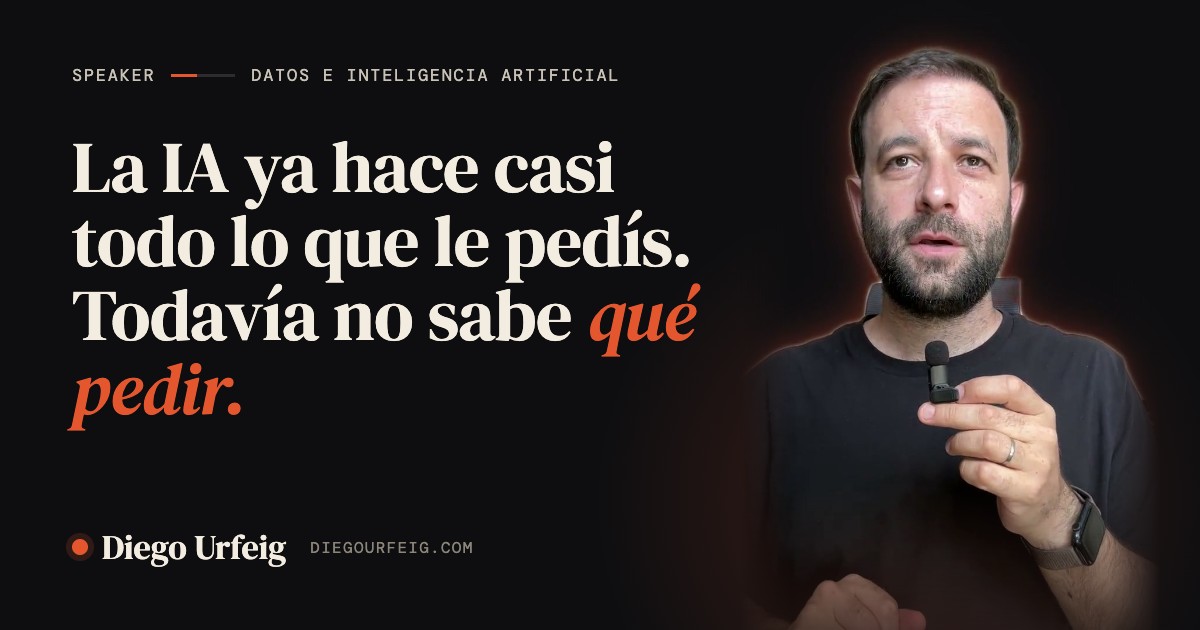 SPEAKER DATOS E INTELIGENCIA ARTIFICIAL
La IA ya hace casi
todo lo que le pedís.
Todavía no sabe qué
pedir.
Diego Urfeig DIEGOURFEIG.COM